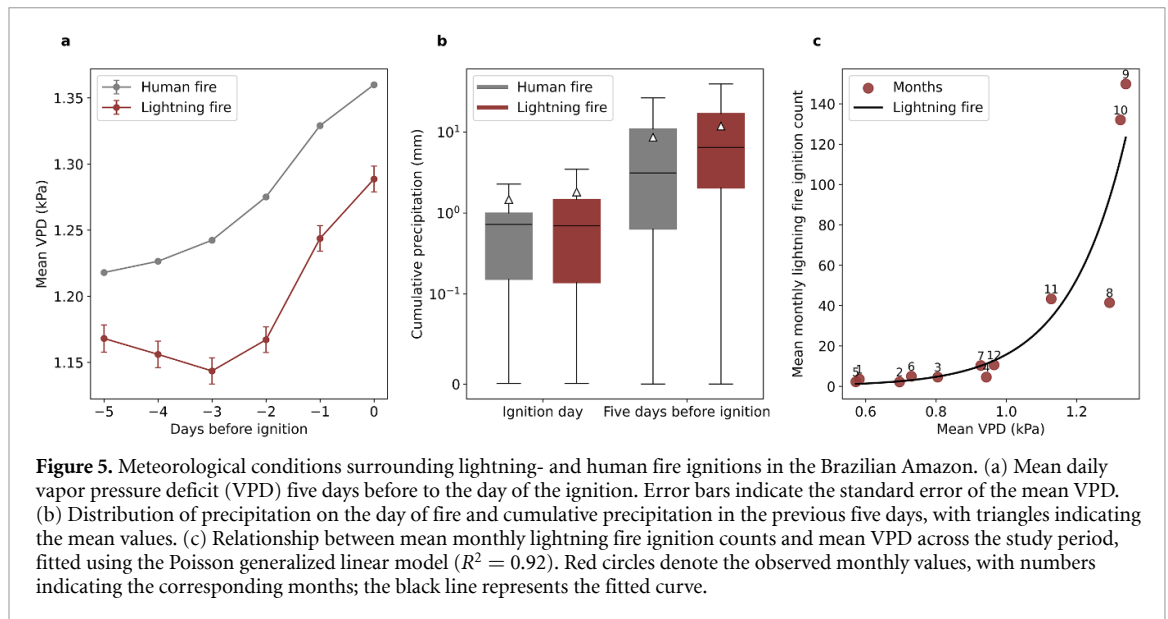 a
Human fire
Lightning fire
1.35
1.30
1.25
1.20
1.15
Mean VPD (kPa)
−5 −4 −3 −2 −1 0
Days before ignition
b
Human fire
Lightning fire
10¹
10⁰
10⁻¹
0
Cumulative precipitation (mm)
Ignition day Five days before ignition
c
Months
Lightning fire
140
120
100
80
60
40
20
0
Mean monthly lightning fire ignition count
9
10
11
8
7 12
5 1 2 6 3 4
0.6 0.8 1.0 1.2
Mean VPD (kPa)
Figure 5. Meteorological conditions surrounding lightning- and human fire ignitions in the Brazilian Amazon. (a) Mean daily
vapor pressure deficit (VPD) five days before to the day of the ignition. Error bars indicate the standard error of the mean VPD.
(b) Distribution of precipitation on the day of fire and cumulative precipitation in the previous five days, with triangles indicating
the mean values. (c) Relationship between mean monthly lightning fire ignition counts and mean VPD across the study period,
fitted using the Poisson generalized linear model (R² = 0.92). Red circles denote the observed monthly values, with numbers
indicating the corresponding months; the black line represents the fitted curve.